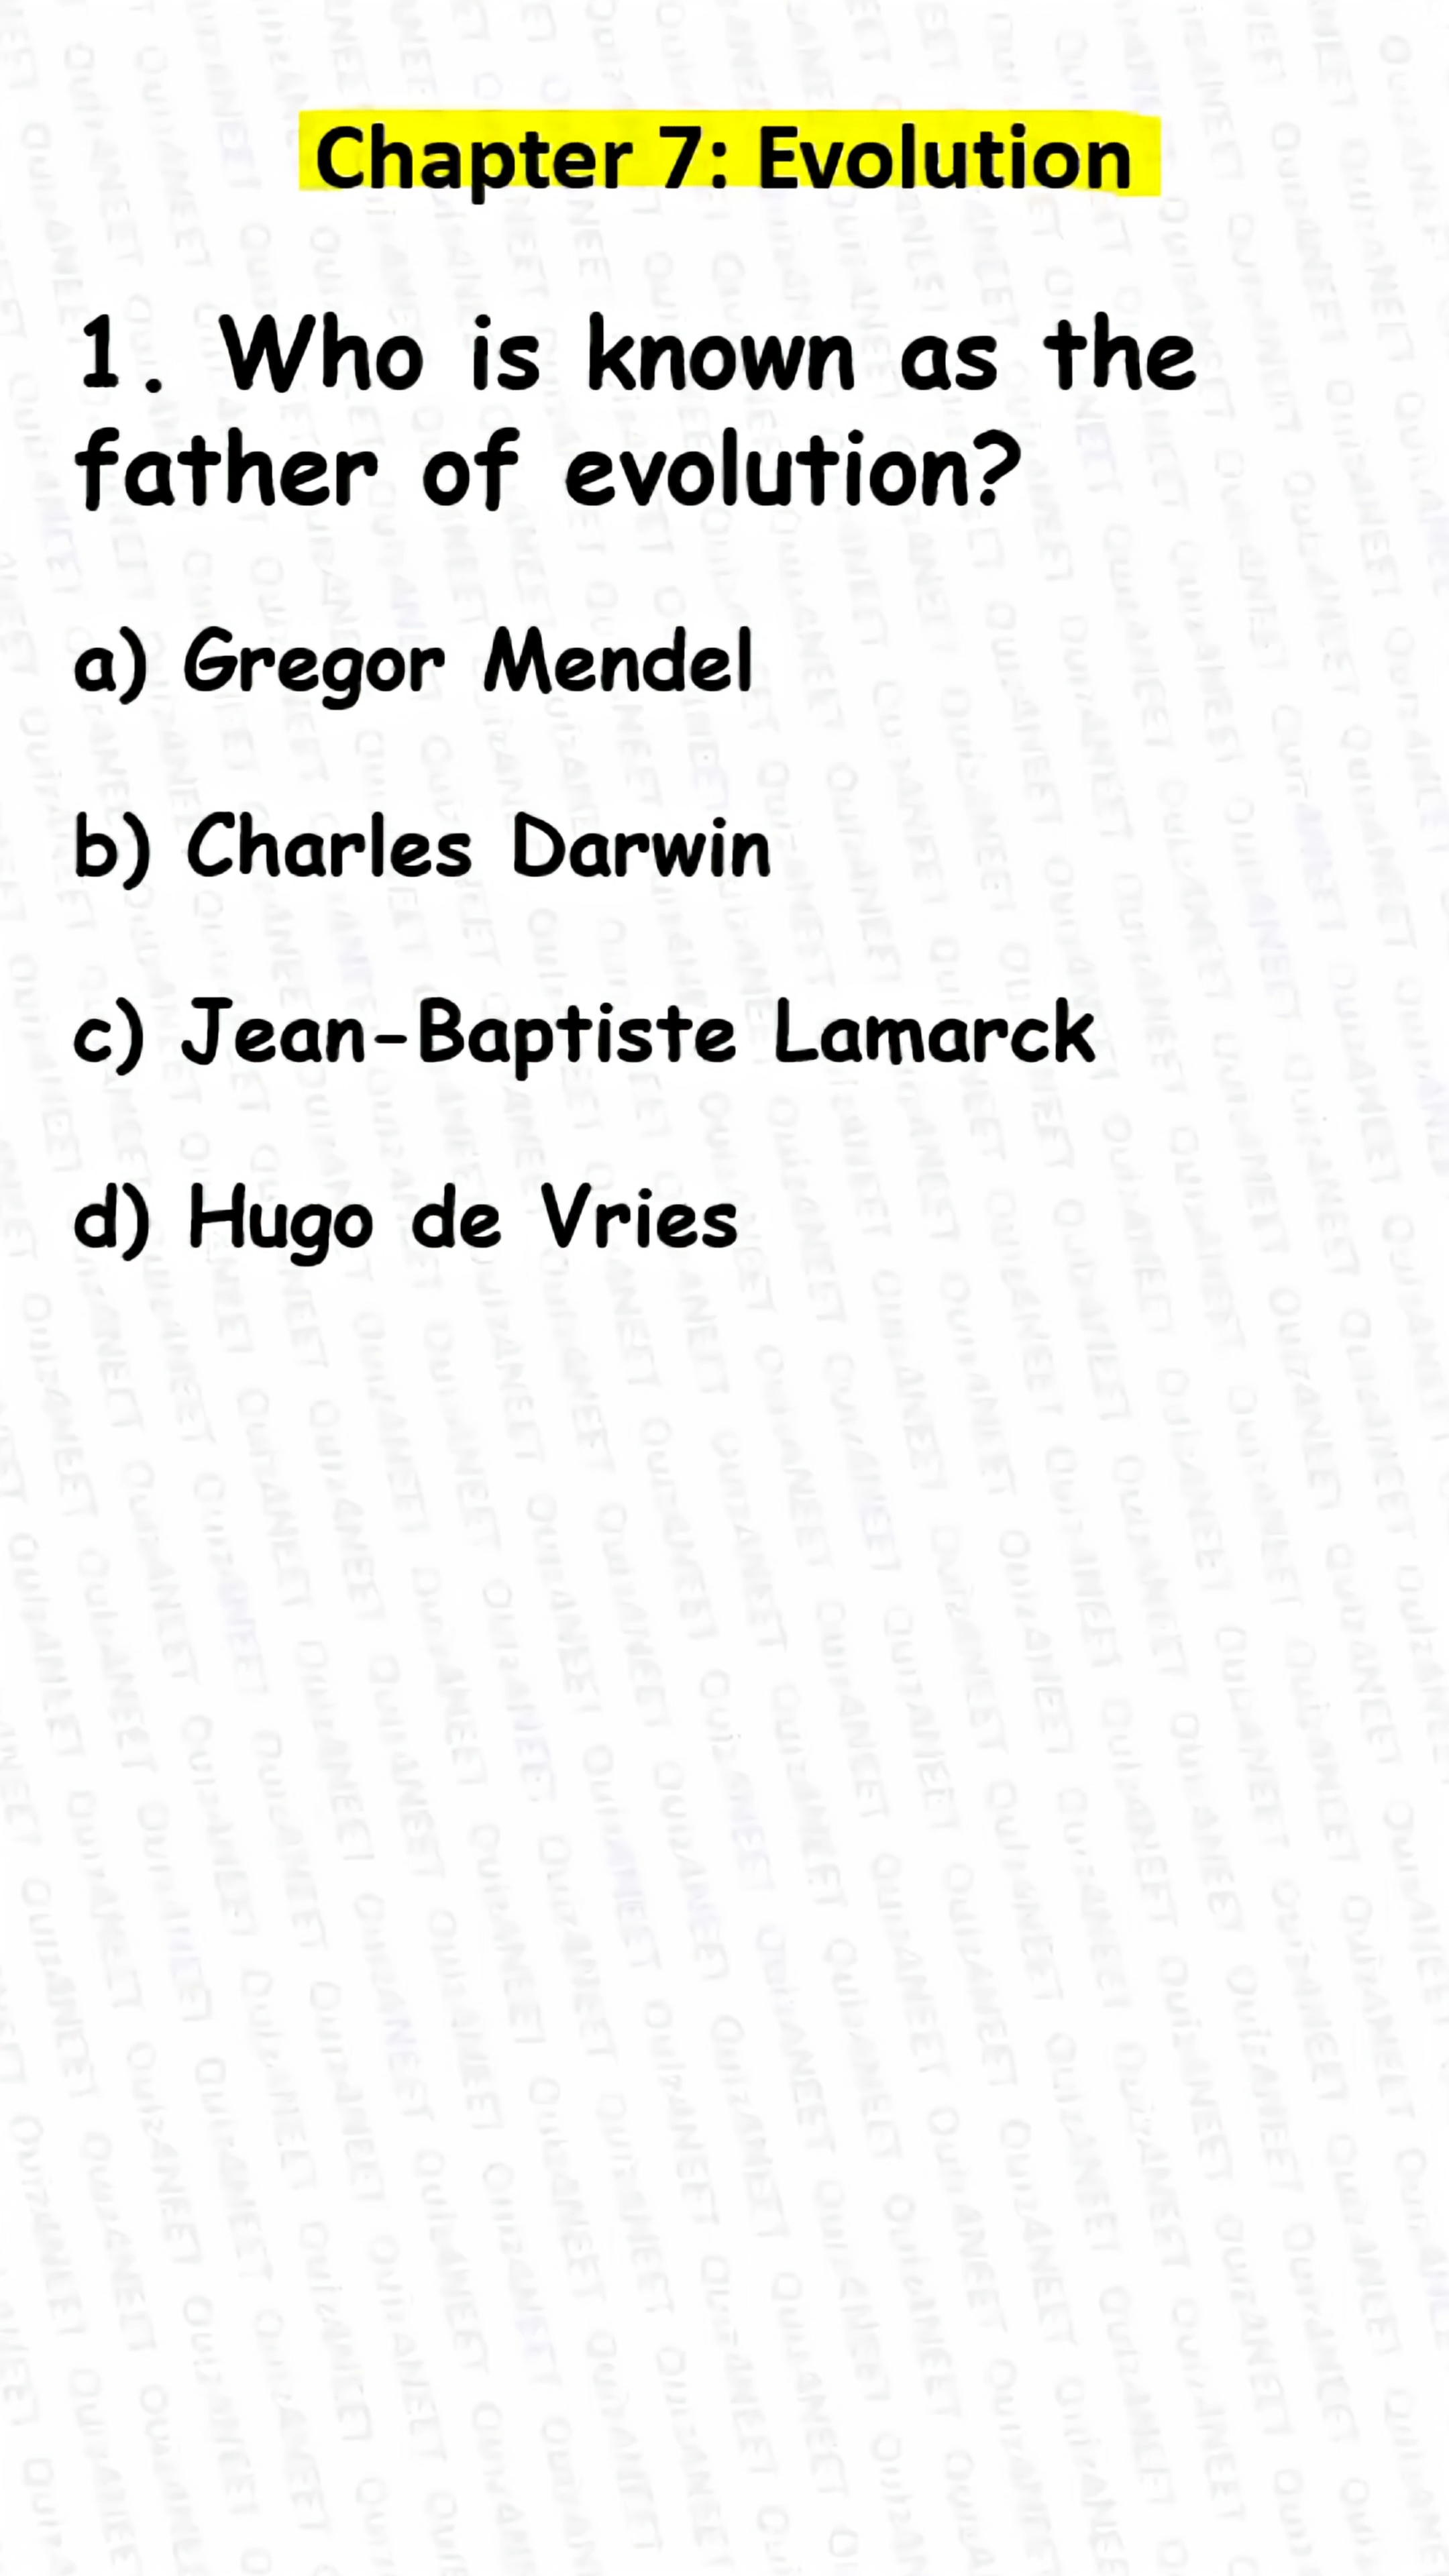 Chapter 7: Evolution
1. Who is known as the
father of evolution?
a) Gregor Mendel
b) Charles Darwin
c) Jean-Baptiste Lamarck
d) Hugo de Vries